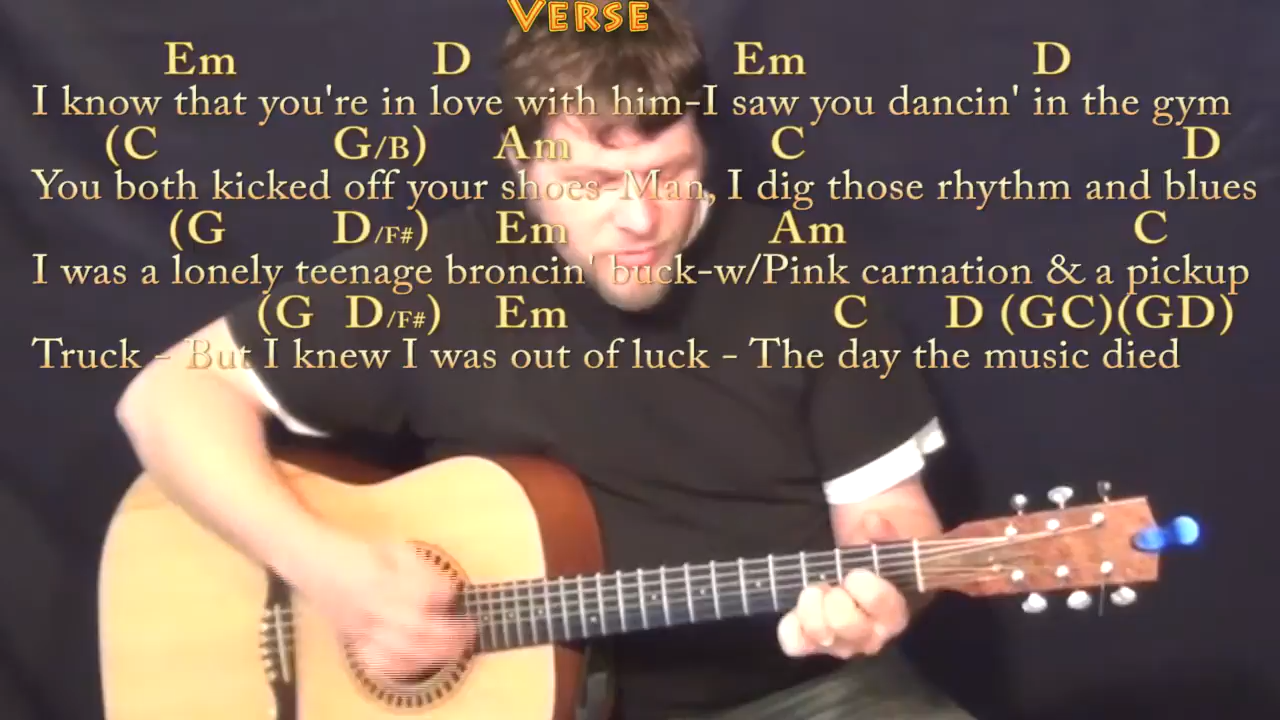 VERSE
Em D Em D
I know that you're in love with him-I saw you dancin' in the gym
(C G/B) Am C D
You both kicked off your shoes-Man, I dig those rhythm and blues
(G D/F#) Em Am C
I was a lonely teenage broncin' buck-w/Pink carnation & a pickup
(G D/F#) Em C D (GC)(GD)
Truck - But I knew I was out of luck - The day the music died